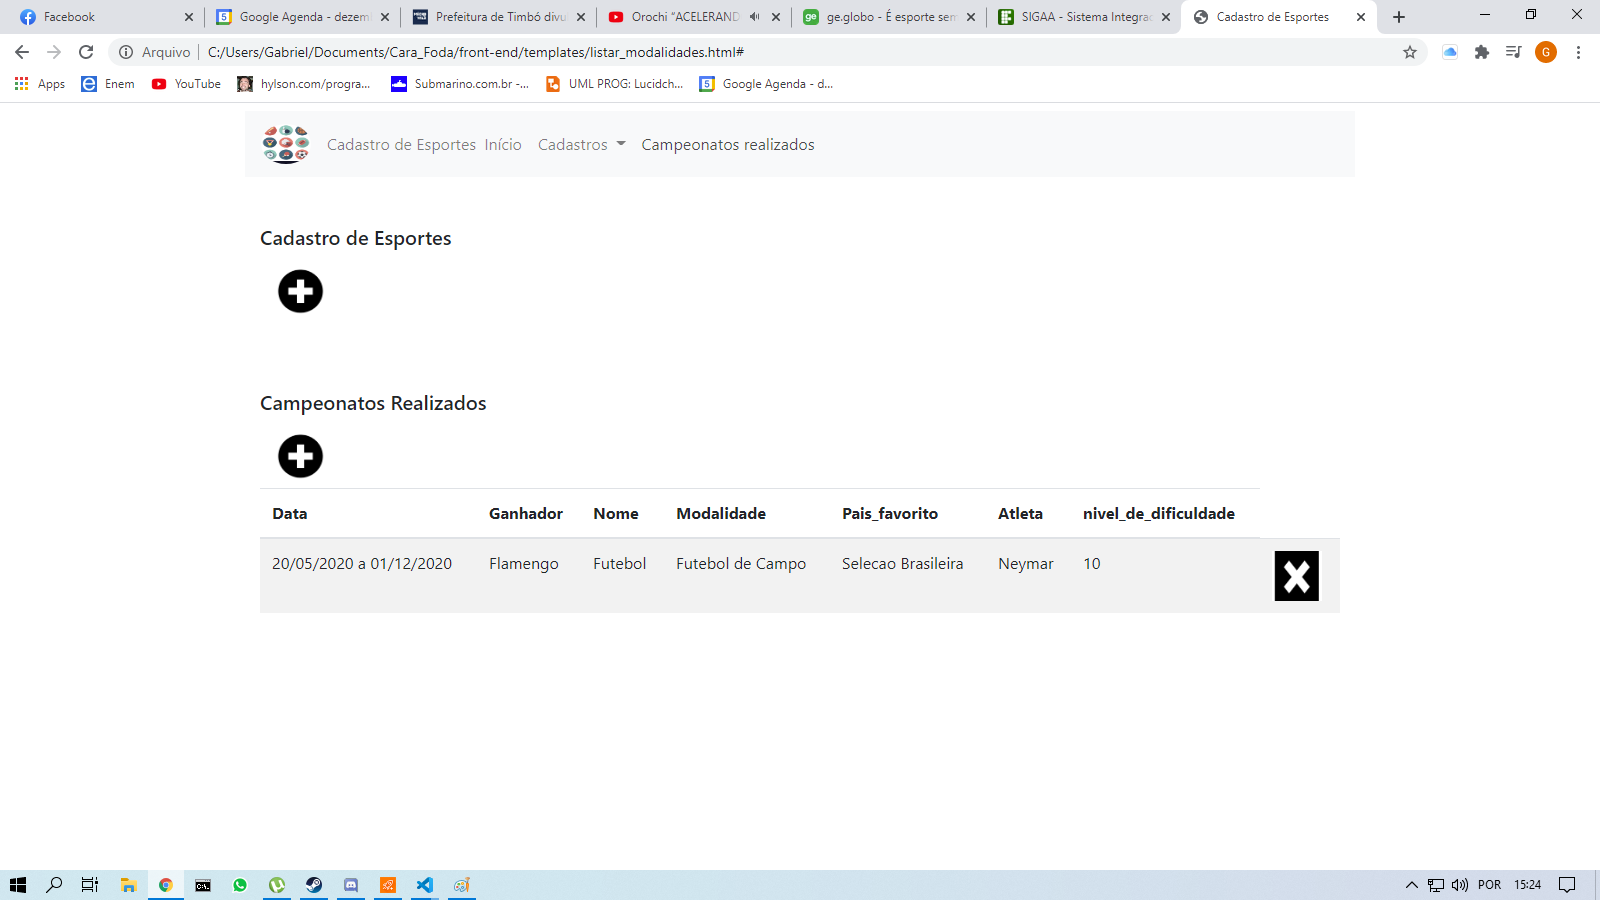 Facebook
Google Agenda - dezem
Prefeitura de Timbó divu
Orochi "ACELERAND
ge ge.globo - É esporte sem
SIGAA - Sistema Integra
Cadastro de Esportes
Arquivo C:/Users/Gabriel/Documents/Cara_Foda/front-end/templates/listar_modalidades.html# G
Apps Enem YouTube hylson.com/progra... Submarino.com.br -... UML PROG: Lucidch... 5 Google Agenda - d...
Cadastro de Esportes Início Cadastros Campeonatos realizados
Cadastro de Esportes
Campeonatos Realizados
Data Ganhador Nome Modalidade Pais_favorito Atleta nivel_de_dificuldade
20/05/2020 a 01/12/2020 Flamengo Futebol Futebol de Campo Selecao Brasileira Neymar 10
POR 15:24